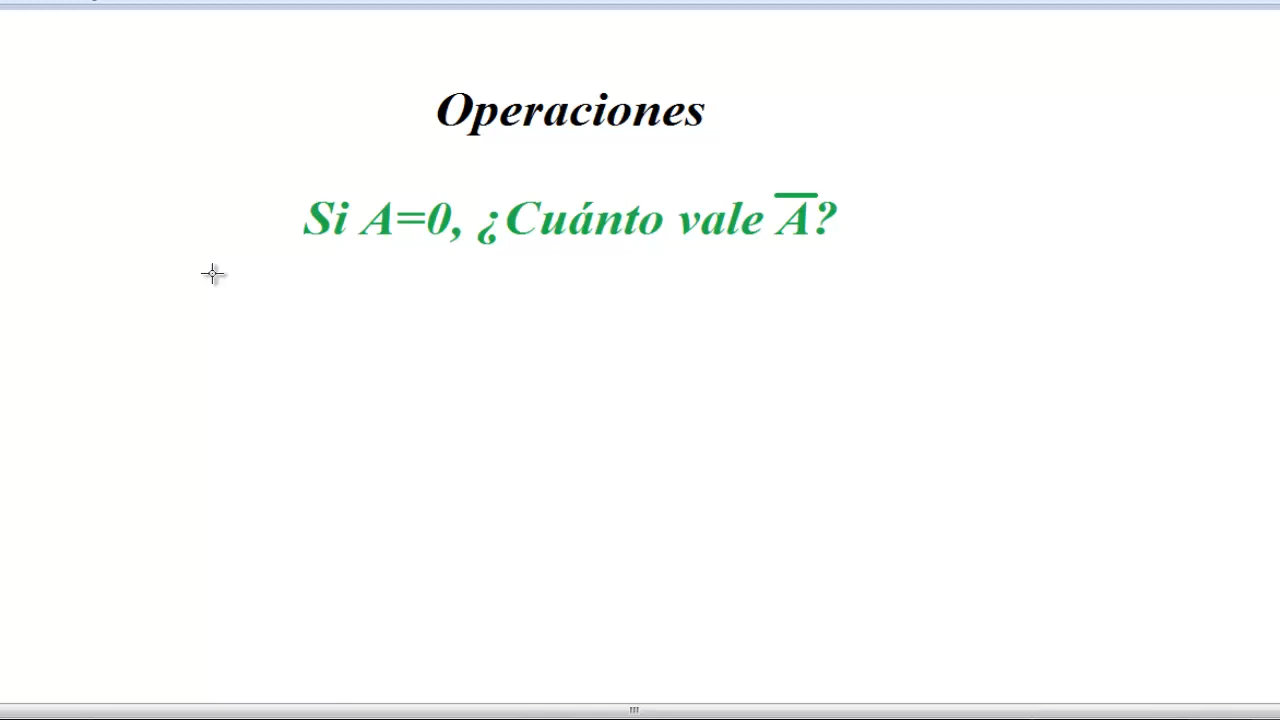 Operaciones
Si A=0, ¿Cuánto vale A̅?